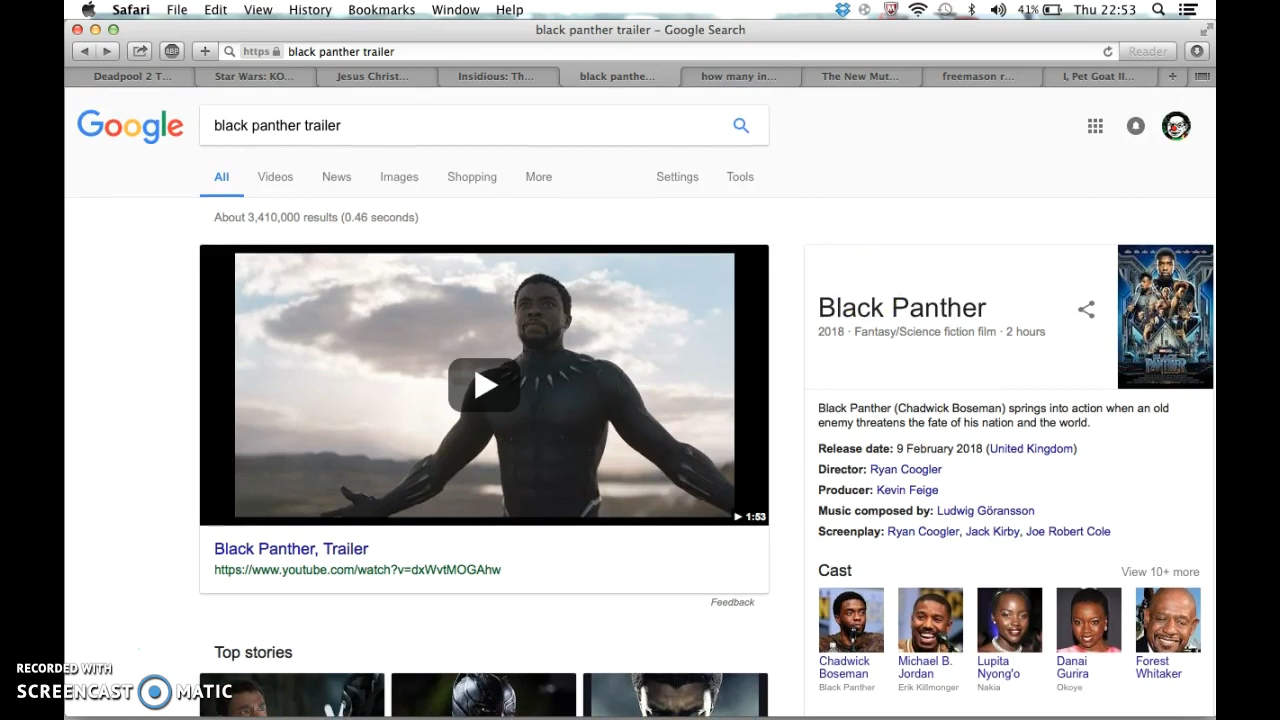 Safari File Edit View History Bookmarks Window Help 41% Thu 22:53
black panther trailer – Google Search
ABP + https black panther trailer Reader
Deadpool 2 T... Star Wars: KO... Jesus Christ... Insidious: Th... black panthe... how many in... The New Mut... freemason r... I, Pet Goat II... +
Google black panther trailer
All Videos News Images Shopping More Settings Tools
About 3,410,000 results (0.46 seconds)
Black Panther
2018 · Fantasy/Science fiction film · 2 hours
BLACK PANTHER
Black Panther (Chadwick Boseman) springs into action when an old
enemy threatens the fate of his nation and the world.
Release date: 9 February 2018 (United Kingdom)
Director: Ryan Coogler
Producer: Kevin Feige
Music composed by: Ludwig Göransson
Screenplay: Ryan Coogler, Jack Kirby, Joe Robert Cole
1:53
Black Panther, Trailer
https://www.youtube.com/watch?v=dxWvtMOGAhw
Feedback
Cast View 10+ more
Chadwick
Boseman
Black Panther
Michael B.
Jordan
Erik Killmonger
Lupita
Nyong'o
Nakia
Danai
Gurira
Okoye
Forest
Whitaker
Top stories
RECORDED WITH
SCREENCAST MATIC